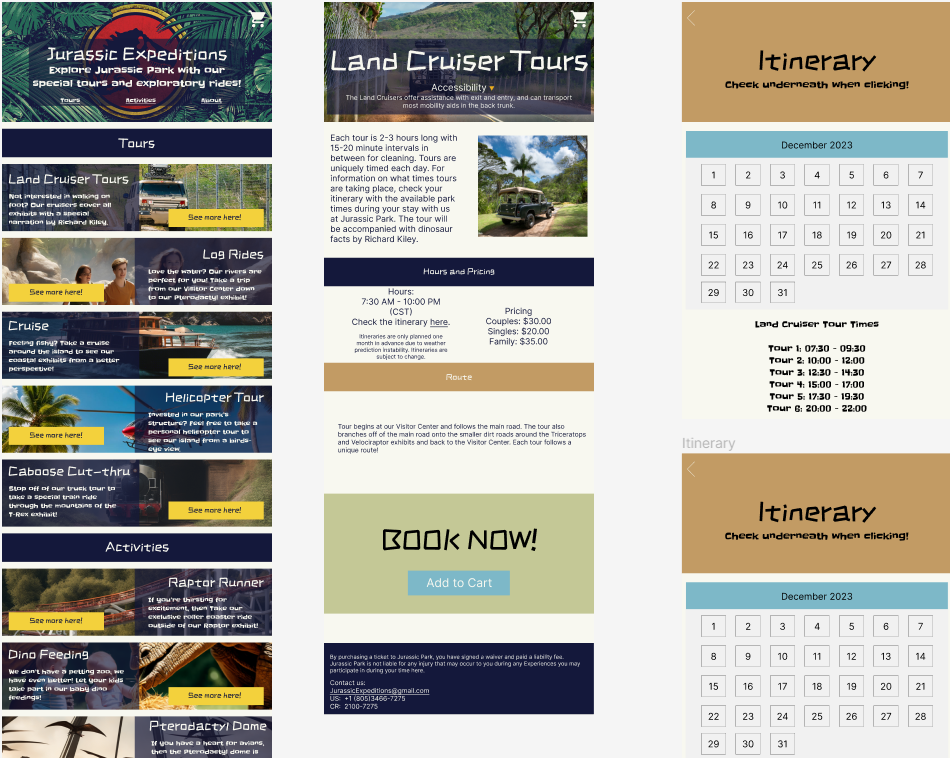 Jurassic Expeditions
Explore Jurassic Park with our
special tours and exploratory rides!
Tours Activities About
Tours
Land Cruiser Tours
Not interested in walking on
foot? Our cruisers cover all
exhibits with a special
narration by Richard Kiley.
See more here!
Log Rides
Love the water? Our rivers are
perfect for you! Take a trip
from our Visitor Center down
to our Pterodactyl exhibit!
See more here!
Cruise
Feeling fishy? Take a cruise
around the island to see our
coastal exhibits from a better
perspective!
See more here!
Helicopter Tour
Invested in our park's
structure? Feel free to take a
personal helicopter tour to
see our island from a birds-
eye view
See more here!
Caboose Cut-thru
Stop off of our truck tour to
take a special train ride
through the mountains of the
T-Rex exhibit!
See more here!
Activities
Raptor Runner
If you're thirsting for
excitement, then Take our
exclusive roller coaster ride
outside of our Raptor exhibit!
See more here!
Dino Feeding
We don't have a petting zoo, we
have even better! Let your kids
take part in our baby dino
feedings!
See more here!
Pterodactyl Dome
If you have a heart for avians,
then the Pterodactyl dome is
Land Cruiser Tours
Accessibility ▼
The Land Cruisers offer assistance with exit and entry, and can transport
most mobility aids in the back trunk.
Each tour is 2-3 hours long with
15-20 minute intervals in
between for cleaning. Tours are
uniquely timed each day. For
information on what times tours
are taking place, check your
itinerary with the available park
times during your stay with us
at Jurassic Park. The tour will
be accompanied with dinosaur
facts by Richard Kiley.
Hours and Pricing
Hours:
7:30 AM - 10:00 PM
(CST)
Check the itinerary here.
Itineraries are only planned one
month in advance due to weather
prediction instability. Itineraries are
subject to change.
Pricing
Couples: $30.00
Singles: $20.00
Family: $35.00
Route
Tour begins at our Visitor Center and follows the main road. The tour also
branches off of the main road onto the smaller dirt roads around the Triceratops
and Velociraptor exhibits and back to the Visitor Center. Each tour follows a
unique route!
BOOK NOW!
Add to Cart
By purchasing a ticket to Jurassic Park, you have signed a waiver and paid a liability fee.
Jurassic Park is not liable for any injury that may occur to you during any Experiences you may
participate in during your time here.
Contact us:
JurassicExpeditions@gmail.com
US: +1 (805)3466-7275
CR: 2100-7275
Itinerary
Check underneath when clicking!
December 2023
1 2 3 4 5 6 7
8 9 10 11 12 13 14
15 16 17 18 19 20 21
22 23 24 25 26 27 28
29 30 31
Land Cruiser Tour Times
Tour 1: 07:30 - 09:30
Tour 2: 10:00 - 12:00
Tour 3: 12:30 - 14:30
Tour 4: 15:00 - 17:00
Tour 5: 17:30 - 19:30
Tour 6: 20:00 - 22:00
Itinerary
Itinerary
Check underneath when clicking!
December 2023
1 2 3 4 5 6 7
8 9 10 11 12 13 14
15 16 17 18 19 20 21
22 23 24 25 26 27 28
29 30 31